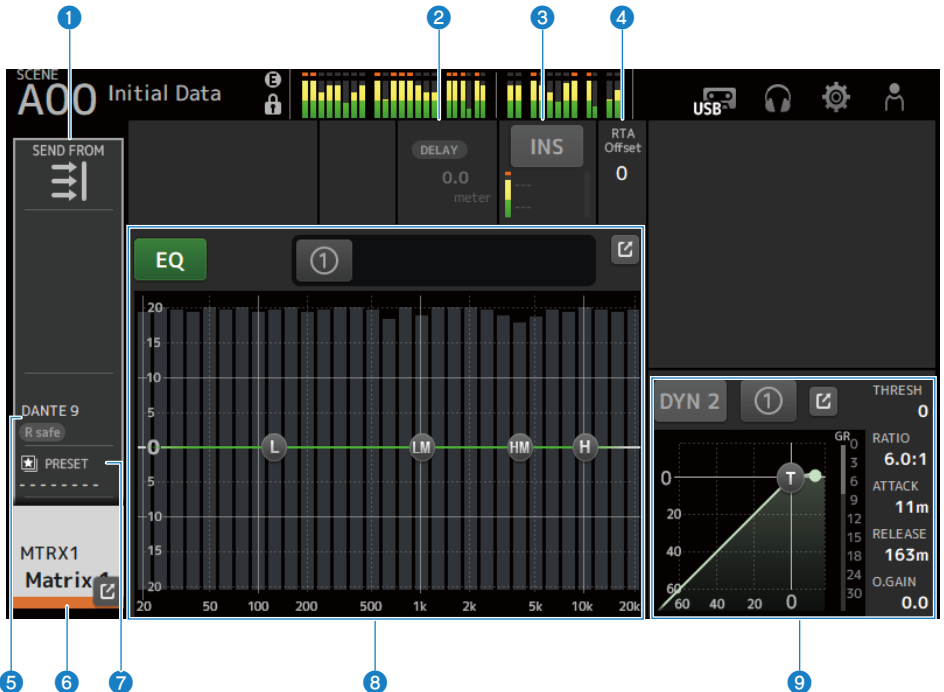 1 2 3 4
SCENE
A00 Initial Data
E
USB
SEND FROM
DELAY
0.0
meter
INS
---
---
RTA
Offset
0
EQ
1
20
15
10
5
0
5
10
15
20
L LM HM H
20 50 100 200 500 1k 2k 5k 10k 20k
DANTE 9
R safe
PRESET
--------
MTRX1
Matrix 1
DYN 2
1
GR
0
3
6
9
12
15
18
24
30
T
0
20
40
60
60 40 20 0
THRESH
0
RATIO
6.0:1
ATTACK
11m
RELEASE
163m
O.GAIN
0.0
5 6 7 8 9